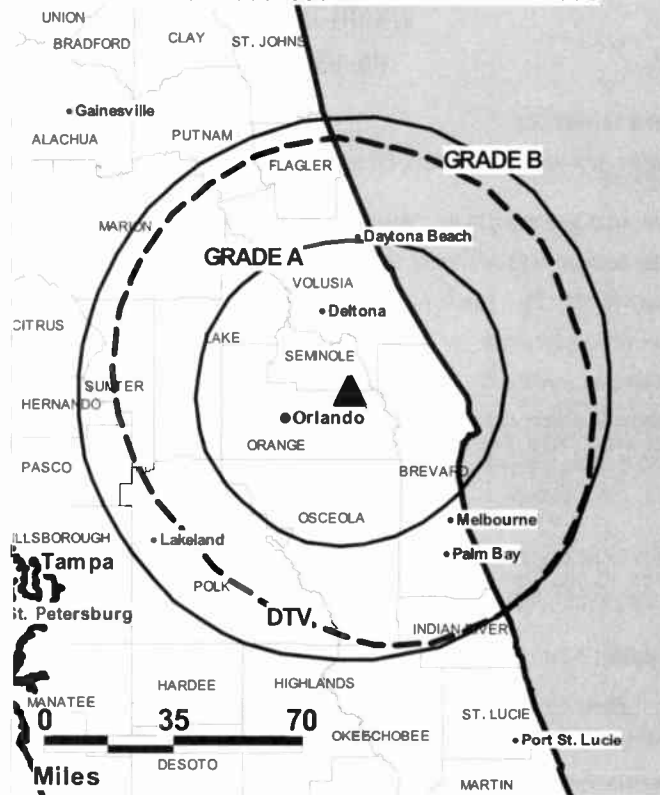 UNION
BRADFORD
CLAY
ST. JOHNS
Gainesville
ALACHUA
PUTNAM
GRADE B
FLAGLER
MARION
Daytona Beach
GRADE A
VOLUSIA
Deltona
CITRUS
LAKE
SEMINOLE
SUMTER
HERNANDO
Orlando
ORANGE
PASCO
BREVARD
OSCEOLA
Melbourne
ILLSBOROUGH
Lakeland
Palm Bay
Tampa
POLK
St. Petersburg
DTV
INDIAN RIVER
HARDEE
HIGHLANDS
MANATEE
0 35 70
ST. LUCIE
OKEECHOBEE
Port St. Lucie
DESOTO
Miles
MARTIN